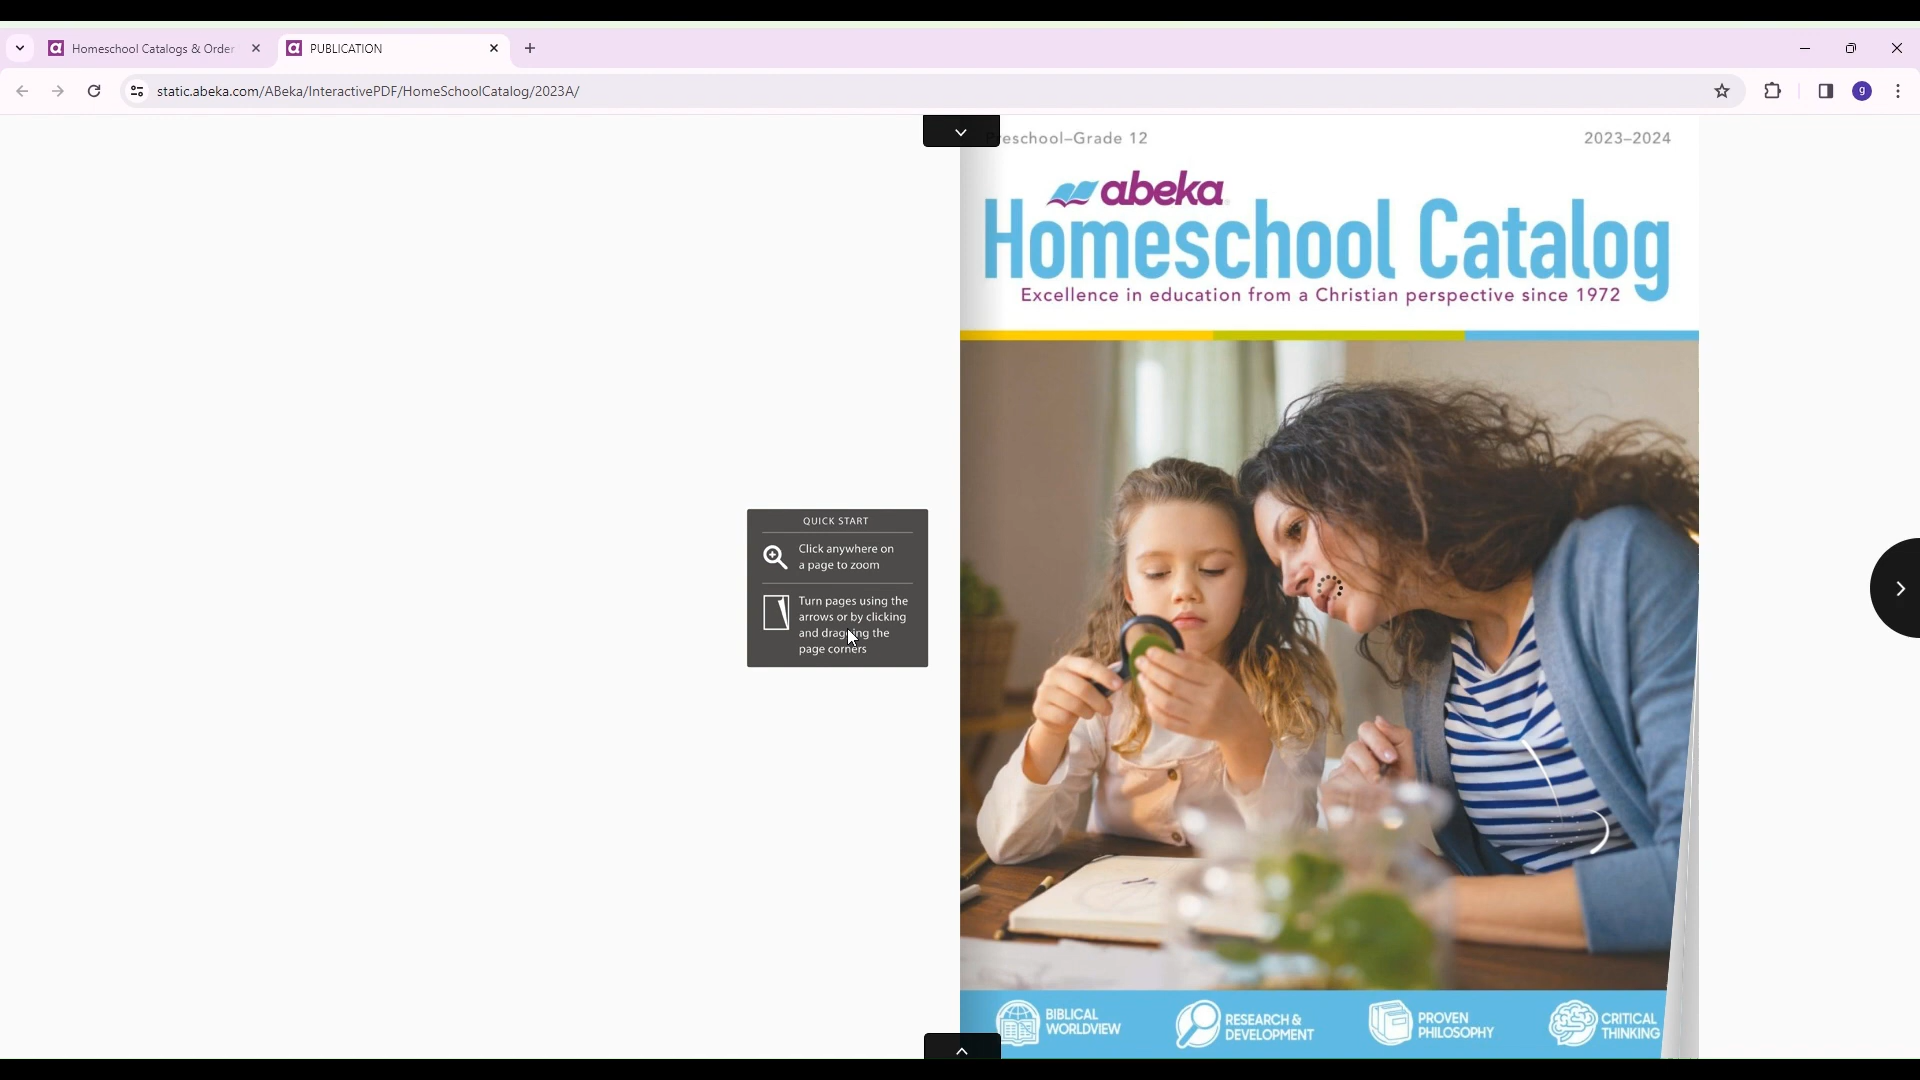 Homeschool Catalogs & Order
PUBLICATION
static.abeka.com/ABeka/InteractivePDF/HomeSchoolCatalog/2023A/
g
reschool–Grade 12
2023–2024
abeka
Homeschool Catalog
Excellence in education from a Christian perspective since 1972
QUICK START
Click anywhere on
a page to zoom
Turn pages using the
arrows or by clicking
and dragging the
page corners
BIBLICAL
WORLDVIEW
RESEARCH &
DEVELOPMENT
PROVEN
PHILOSOPHY
CRITICAL
THINKING